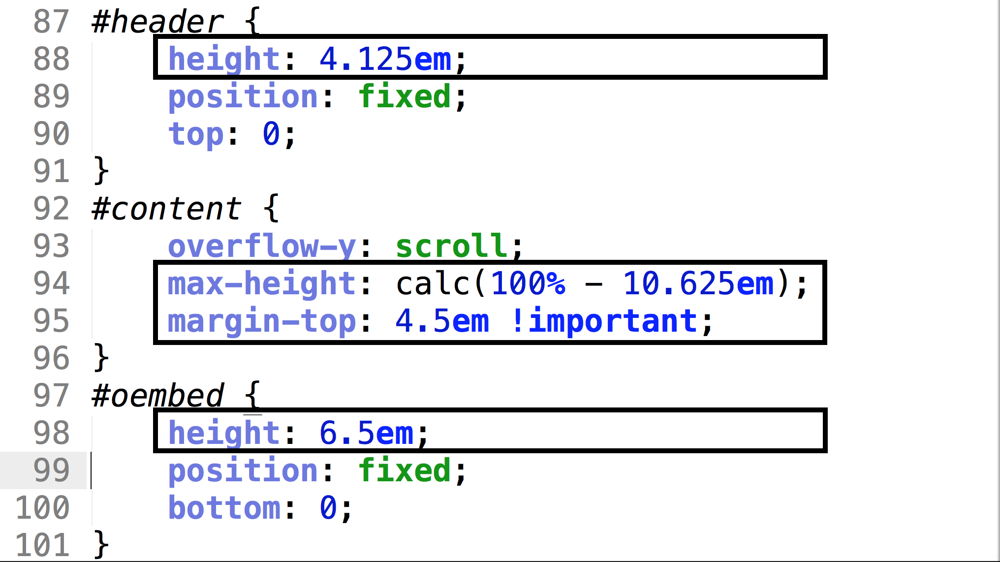 87 #header {
88 height: 4.125em;
89 position: fixed;
90 top: 0;
91 }
92 #content {
93 overflow-y: scroll;
94 max-height: calc(100% - 10.625em);
95 margin-top: 4.5em !important;
96 }
97 #oembed {
98 height: 6.5em;
99 position: fixed;
100 bottom: 0;
101 }